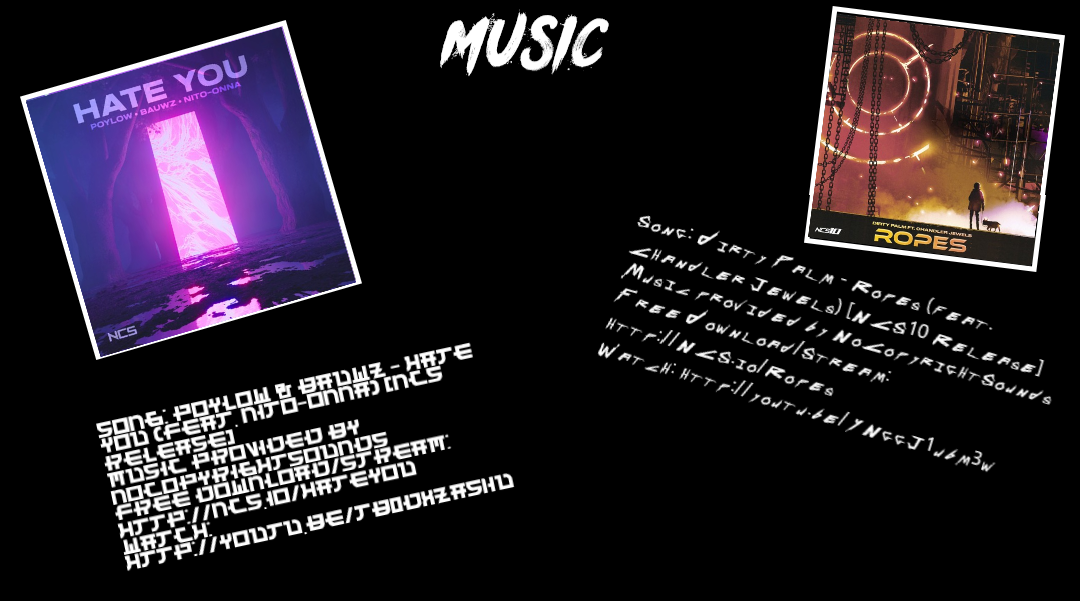 MUSIC
HATE YOU
POYLOW • BAUWZ • NITO-ONNA
NCS
SONG: POYLOW & BAUWZ - HATE
YOU (FEAT. NITO-ONNA) [NCS
RELEASE]
MUSIC PROVIDED BY
NOCOPYRIGHTSOUNDS
FREE DOWNLOAD/STREAM:
HTTP://NCS.IO/HATEYOU
WATCH:
DIRTY PALM FT. CHANDLER JEWELS
ROPES
NCS10
Song: Dirty Palm - Ropes (feat.
Chandler Jewels) [NCS10 Release]
Music provided by NoCopyrightSounds
Free Download/Stream:
http://NCS.io/Ropes
Watch: